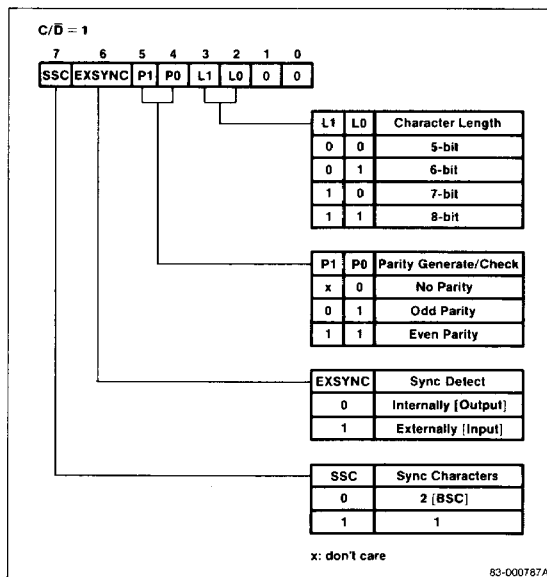 C/D̅ = 1
7 6 5 4 3 2 1 0
SSC EXSYNC P1 P0 L1 L0 0 0
L1 L0 Character Length
0 0 5-bit
0 1 6-bit
1 0 7-bit
1 1 8-bit
P1 P0 Parity Generate/Check
x 0 No Parity
0 1 Odd Parity
1 1 Even Parity
EXSYNC Sync Detect
0 Internally [Output]
1 Externally [Input]
SSC Sync Characters
0 2 [BSC]
1 1
x: don't care
83-000787A